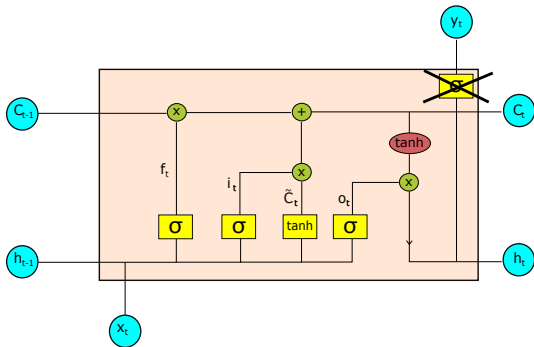 yₜ
σ
Cₜ₋₁
x
+
Cₜ
tanh
fₜ
iₜ
x
C̃ₜ
oₜ
x
σ
σ
tanh
σ
hₜ₋₁
hₜ
xₜ